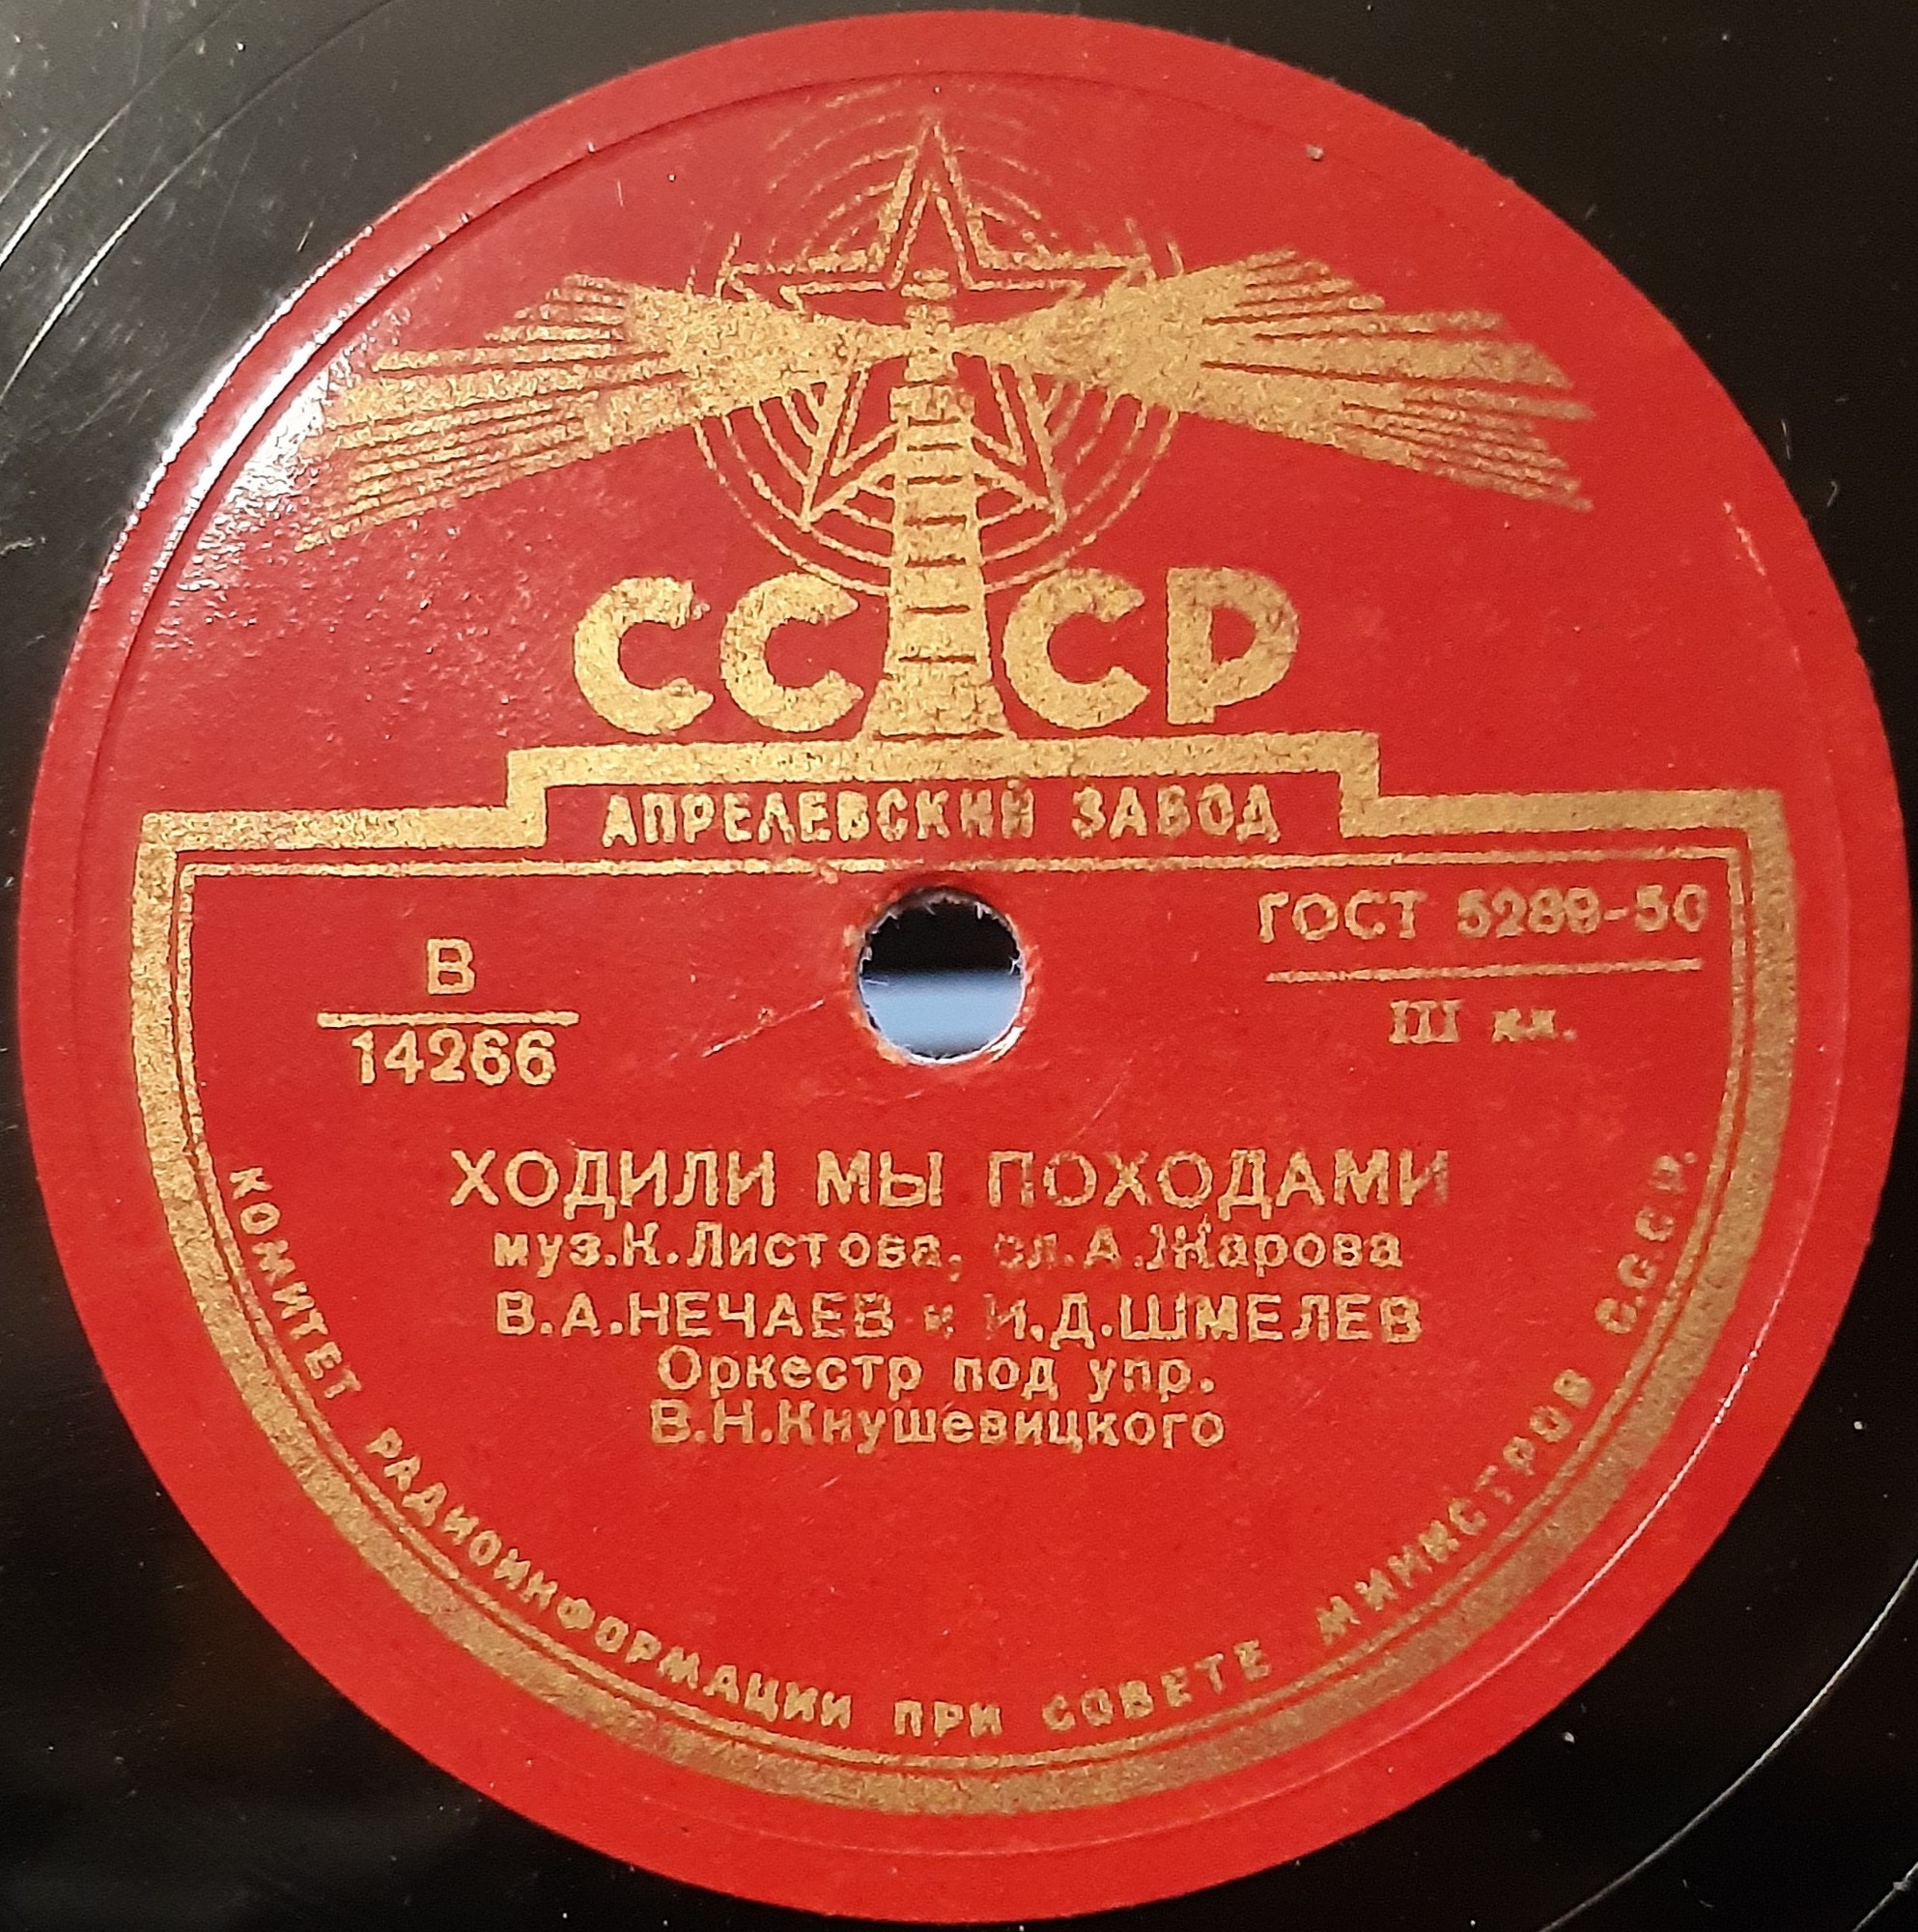 СССР
АПРЕЛЕВСКИЙ ЗАВОД
В
14266
ГОСТ 5289-50
III кл.
ХОДИЛИ МЫ ПОХОДАМИ
муз.К.Листова, сл.А.Жарова
В.А.НЕЧАЕВ и И.Д.ШМЕЛЕВ
Оркестр под упр.
В.Н.Кнушевицкого
КОМИТЕТ РАДИОИНФОРМАЦИИ ПРИ СОВЕТЕ МИНИСТРОВ С.С.С.Р.